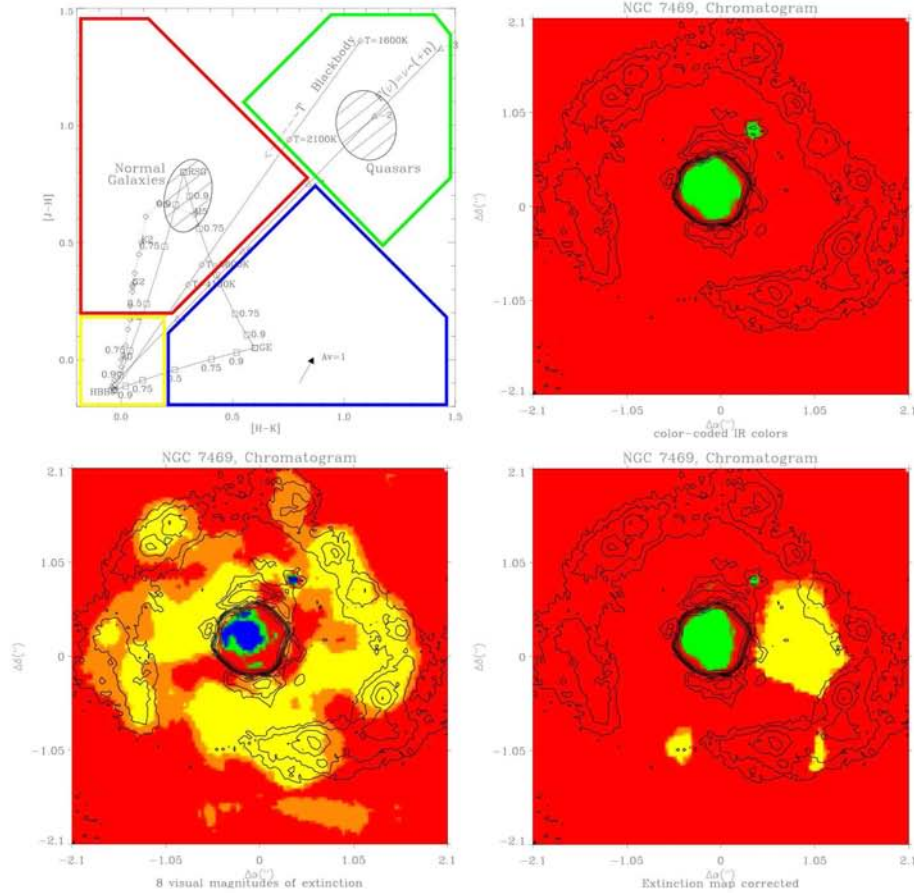 1.5
1.0
0.5
0.0
[J-H]
0.0
0.5
1.0
1.5
[H-K]
T=1600K
Blackbody
T=2100K
Quasars
Normal
Galaxies
RSG
0.9
0.75
0.75
0.5
0.75
0.9
GE
0.75
0.9
0.9
0.75
0.5
0.75
0.9
Av=1
NGC 7469, Chromatogram
2.1
1.05
0
-1.05
-2.1
Δδ(")
-2.1
-1.05
0
1.05
2.1
Δα(")
color-coded IR colors
NGC 7469, Chromatogram
2.1
1.05
0
-1.05
-2.1
Δδ(")
-2.1
-1.05
0
1.05
2.1
Δα(")
8 visual magnitudes of extinction
NGC 7469, Chromatogram
2.1
1.05
0
-1.05
-2.1
Δδ(")
-2.1
-1.05
0
1.05
2.1
Δα(")
Extinction map corrected